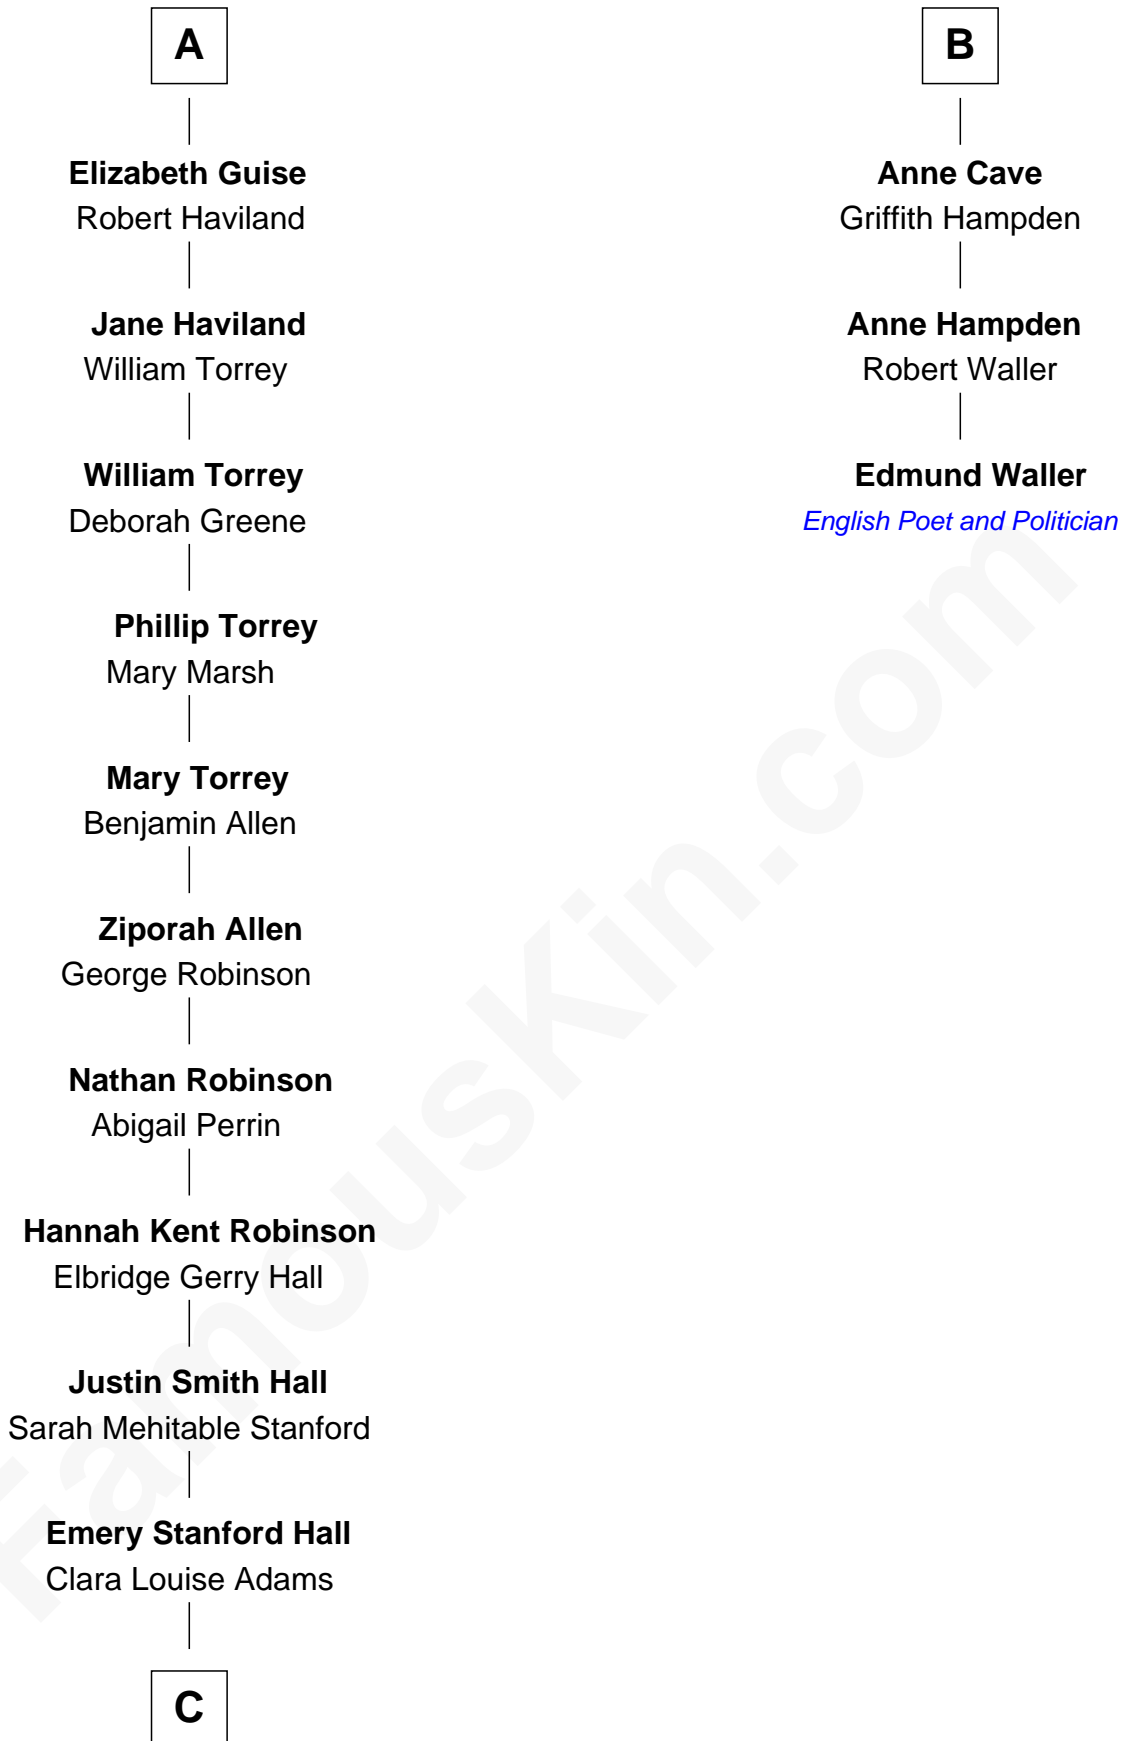 A
Elizabeth Guise
Robert Haviland
Jane Haviland
William Torrey
William Torrey
Deborah Greene
Phillip Torrey
Mary Marsh
Mary Torrey
Benjamin Allen
Ziporah Allen
George Robinson
Nathan Robinson
Abigail Perrin
Hannah Kent Robinson
Elbridge Gerry Hall
Justin Smith Hall
Sarah Mehitable Stanford
Emery Stanford Hall
Clara Louise Adams
C
B
Anne Cave
Griffith Hampden
Anne Hampden
Robert Waller
Edmund Waller
English Poet and Politician
FamousKin.com